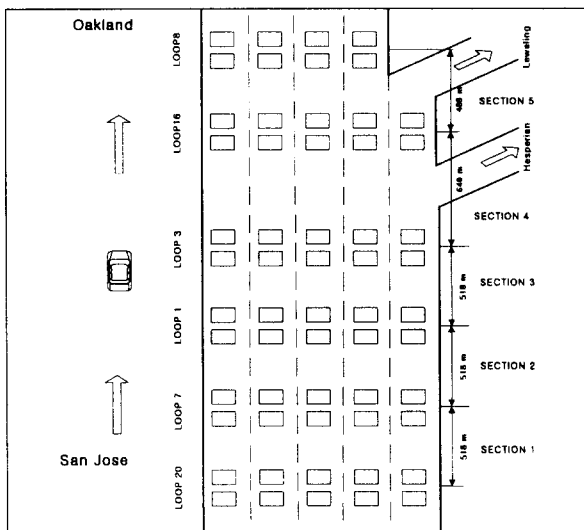 Oakland
LOOP8
Lewelling
488 m
SECTION 5
LOOP16
Hesperian
640 m
SECTION 4
LOOP 3
518 m
SECTION 3
LOOP 1
518 m
SECTION 2
LOOP 7
San Jose
518 m
SECTION 1
LOOP 20